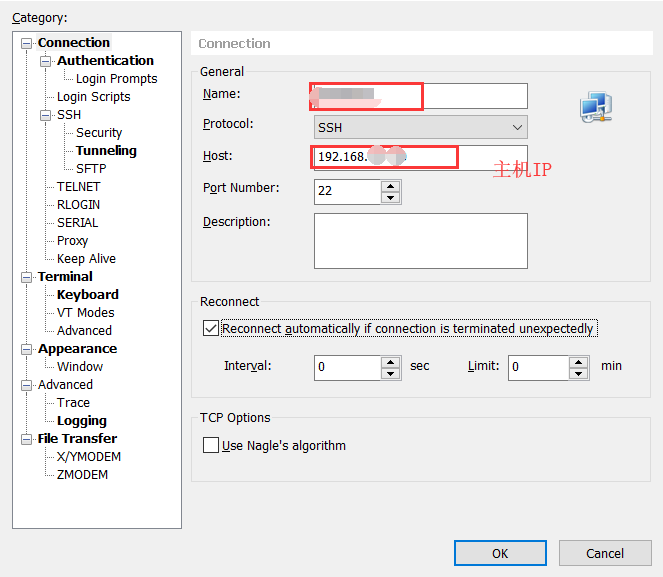 Category:
Connection
Authentication
Login Prompts
Login Scripts
SSH
Security
Tunneling
SFTP
TELNET
RLOGIN
SERIAL
Proxy
Keep Alive
Terminal
Keyboard
VT Modes
Advanced
Appearance
Window
Advanced
Trace
Logging
File Transfer
X/YMODEM
ZMODEM
Connection
General
Name:
Protocol: SSH
Host: 192.168.
主机IP
Port Number: 22
Description:
Reconnect
Reconnect automatically if connection is terminated unexpectedly
Interval: 0 sec Limit: 0 min
TCP Options
Use Nagle's algorithm
OK Cancel